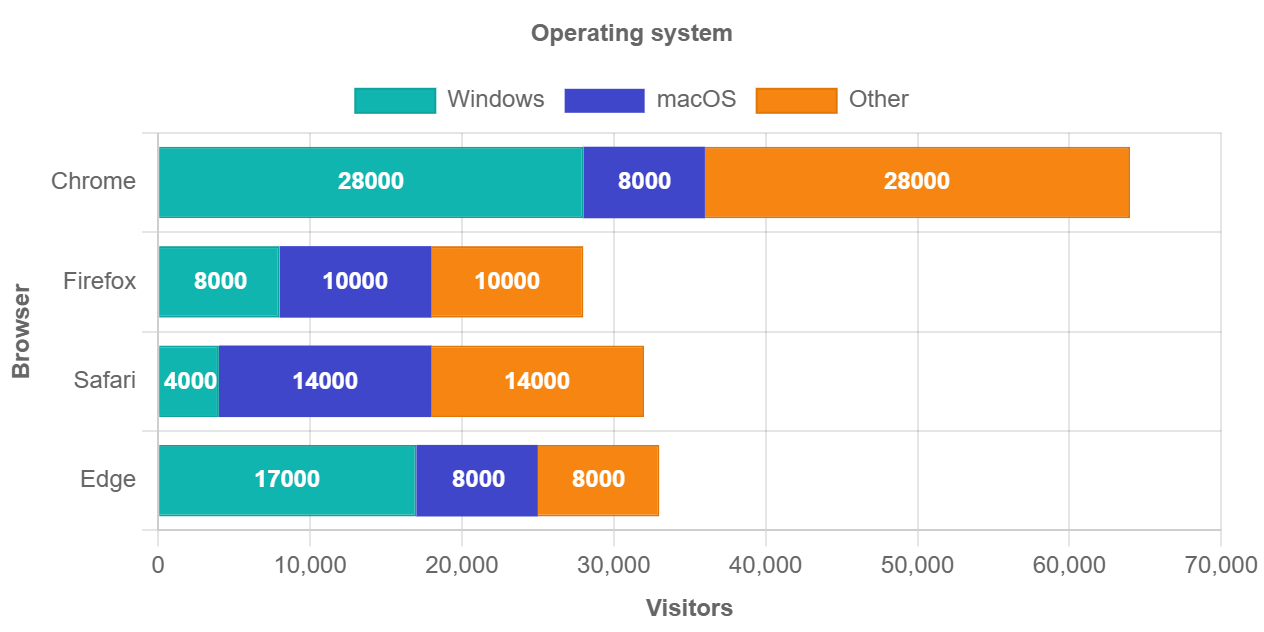 Operating system
Windows macOS Other
Chrome 28000 8000 28000
Firefox 8000 10000 10000
Safari 4000 14000 14000
Edge 17000 8000 8000
Browser
0 10,000 20,000 30,000 40,000 50,000 60,000 70,000
Visitors